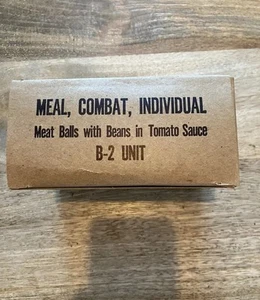 MEAL, COMBAT, INDIVIDUAL
Meat Balls with Beans in Tomato Sauce
B-2 UNIT